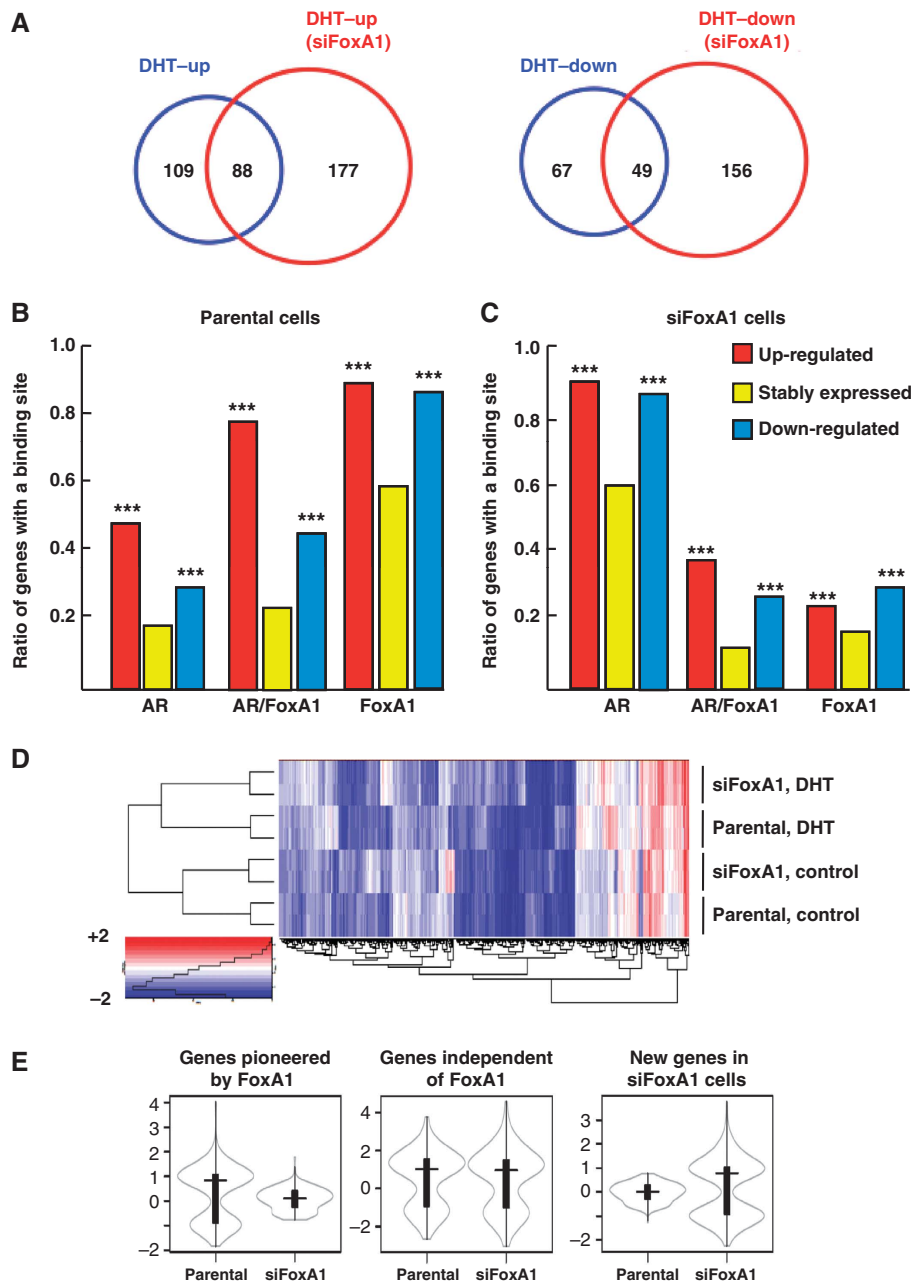 A
DHT–up
DHT–up
(siFoxA1)
109
88
177
DHT–down
DHT–down
(siFoxA1)
67
49
156
B
Parental cells
Ratio of genes with a binding site
1.0
0.8
0.6
0.4
0.2
***
***
***
***
***
***
AR
AR/FoxA1
FoxA1
C
siFoxA1 cells
Ratio of genes with a binding site
1.0
0.8
0.6
0.4
0.2
***
***
***
***
***
***
AR
AR/FoxA1
FoxA1
Up-regulated
Stably expressed
Down-regulated
D
siFoxA1, DHT
Parental, DHT
siFoxA1, control
Parental, control
+2
−2
E
Genes pioneered
by FoxA1
4
2
1
0
−2
Parental
siFoxA1
Genes independent
of FoxA1
4
2
0
−2
Parental
siFoxA1
New genes in
siFoxA1 cells
3
2
1
0
−2
Parental
siFoxA1